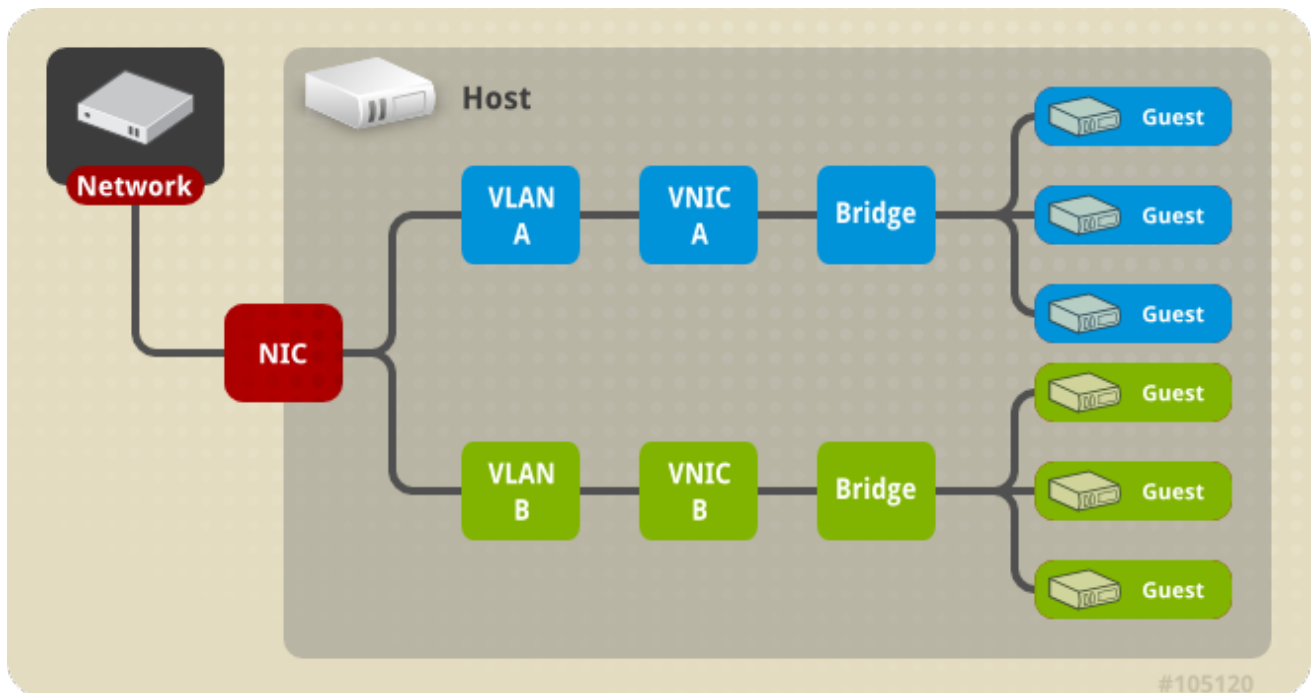 Network
Host
NIC
VLAN
A
VNIC
A
Bridge
Guest
Guest
Guest
VLAN
B
VNIC
B
Bridge
Guest
Guest
Guest
#105120